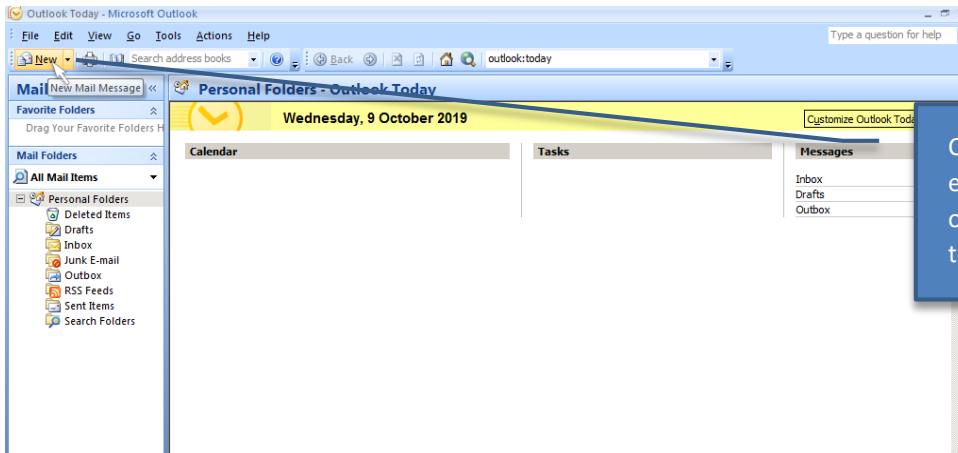 Outlook Today - Microsoft Outlook
File Edit View Go Tools Actions Help
Type a question for help
New Search address books Back outlook:today
New Mail Message
Mail
Personal Folders - Outlook Today
Favorite Folders
Drag Your Favorite Folders H
Wednesday, 9 October 2019
Customize Outlook Toda
Mail Folders
All Mail Items
Personal Folders
Deleted Items
Drafts
Inbox
Junk E-mail
Outbox
RSS Feeds
Sent Items
Search Folders
Calendar
Tasks
Messages
Inbox
Drafts
Outbox